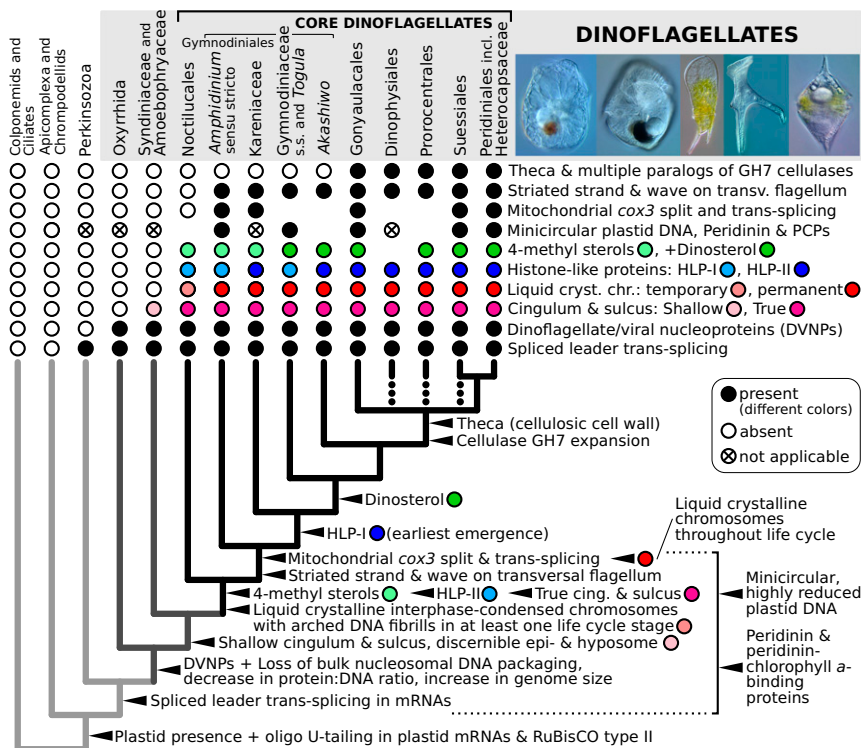 CORE DINOFLAGELLATES
DINOFLAGELLATES
Gymnodiniales
Colponemids and
Ciliates
Apicomplexa and
Chrompodellids
Perkinsozoa
Oxyrrhida
Syndiniaceae and
Amoebophryaceae
Noctilucales
Amphidinium
sensu stricto
Kareniaceae
Gymnodiniaceae
s.s. and Togula
Akashiwo
Gonyaulacales
Dinophysiales
Prorocentrales
Suessiales
Peridiniales incl.
Heterocapsaceae
Theca & multiple paralogs of GH7 cellulases
Striated strand & wave on transv. flagellum
Mitochondrial cox3 split and trans-splicing
Minicircular plastid DNA, Peridinin & PCPs
4-methyl sterols, +Dinosterol
Histone-like proteins: HLP-I, HLP-II
Liquid cryst. chr.: temporary, permanent
Cingulum & sulcus: Shallow, True
Dinoflagellate/viral nucleoproteins (DVNPs)
Spliced leader trans-splicing
present
(different colors)
absent
not applicable
Theca (cellulosic cell wall)
Cellulase GH7 expansion
Dinosterol
HLP-I (earliest emergence)
Liquid crystalline
chromosomes
throughout life cycle
Mitochondrial cox3 split & trans-splicing
Striated strand & wave on transversal flagellum
4-methyl sterols HLP-II True cing. & sulcus
Liquid crystalline interphase-condensed chromosomes
with arched DNA fibrills in at least one life cycle stage
Shallow cingulum & sulcus, discernible epi- & hyposome
DVNPs + Loss of bulk nucleosomal DNA packaging,
decrease in protein:DNA ratio, increase in genome size
Spliced leader trans-splicing in mRNAs
Plastid presence + oligo U-tailing in plastid mRNAs & RuBisCO type II
Minicircular,
highly reduced
plastid DNA
Peridinin &
peridinin-
chlorophyll a-
binding
proteins